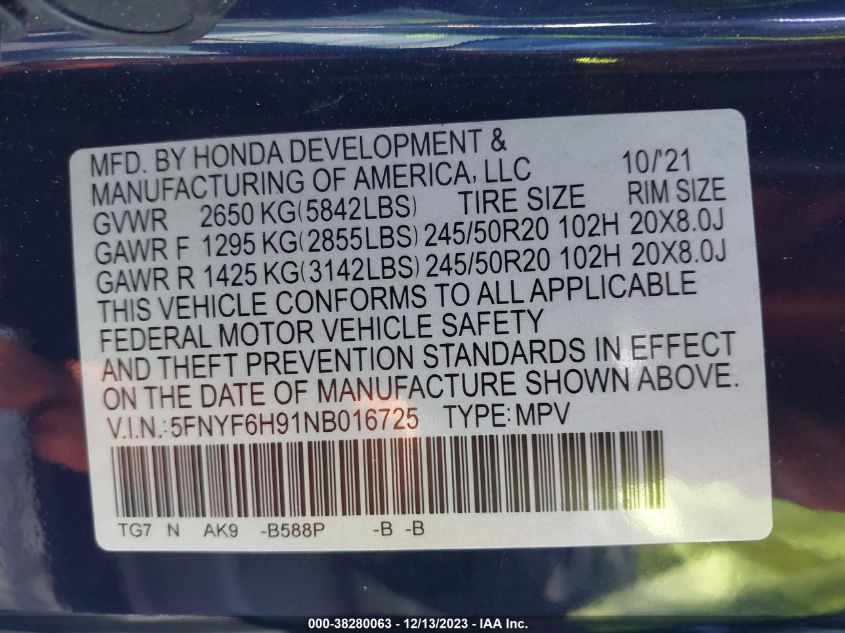 MFD. BY HONDA DEVELOPMENT &
MANUFACTURING OF AMERICA, LLC 10/'21
GVWR 2650 KG(5842LBS) TIRE SIZE RIM SIZE
GAWR F 1295 KG(2855LBS) 245/50R20 102H 20X8.0J
GAWR R 1425 KG(3142LBS) 245/50R20 102H 20X8.0J
THIS VEHICLE CONFORMS TO ALL APPLICABLE
FEDERAL MOTOR VEHICLE SAFETY
AND THEFT PREVENTION STANDARDS IN EFFECT
ON THE DATE OF MANUFACTURE SHOWN ABOVE.
V.I.N.:5FNYF6H91NB016725 TYPE:MPV
TG7 N AK9 -B588P -B -B
000-38280063 - 12/13/2023 - IAA Inc.